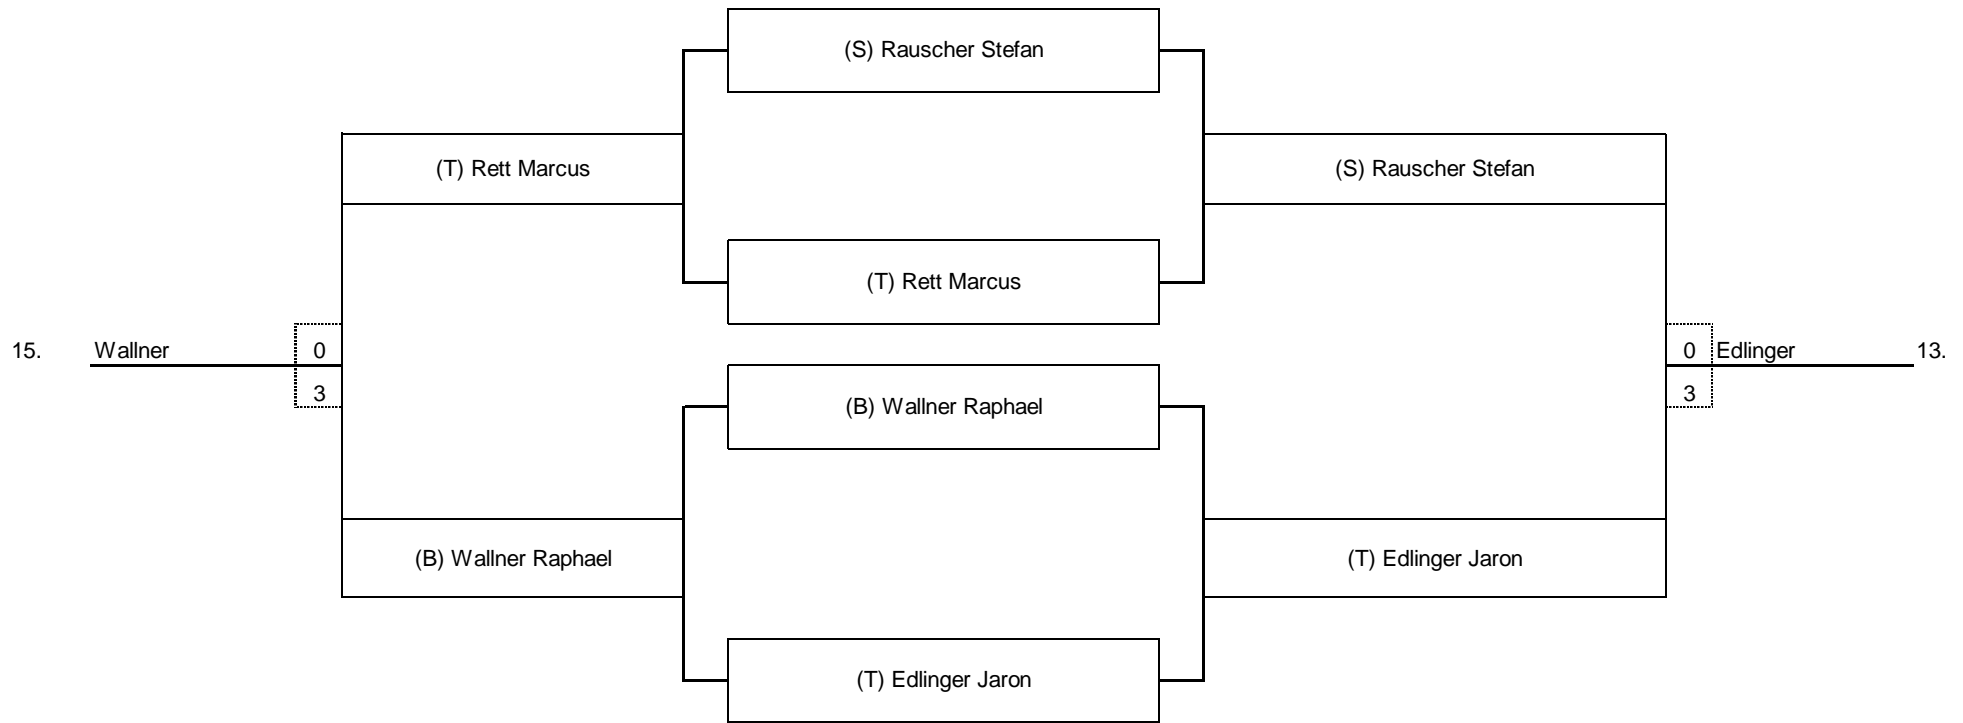 (S) Rauscher Stefan
(T) Rett Marcus
(S) Rauscher Stefan
(T) Rett Marcus
15. Wallner 0
0 Edlinger 13.
3
3
(B) Wallner Raphael
(B) Wallner Raphael
(T) Edlinger Jaron
(T) Edlinger Jaron